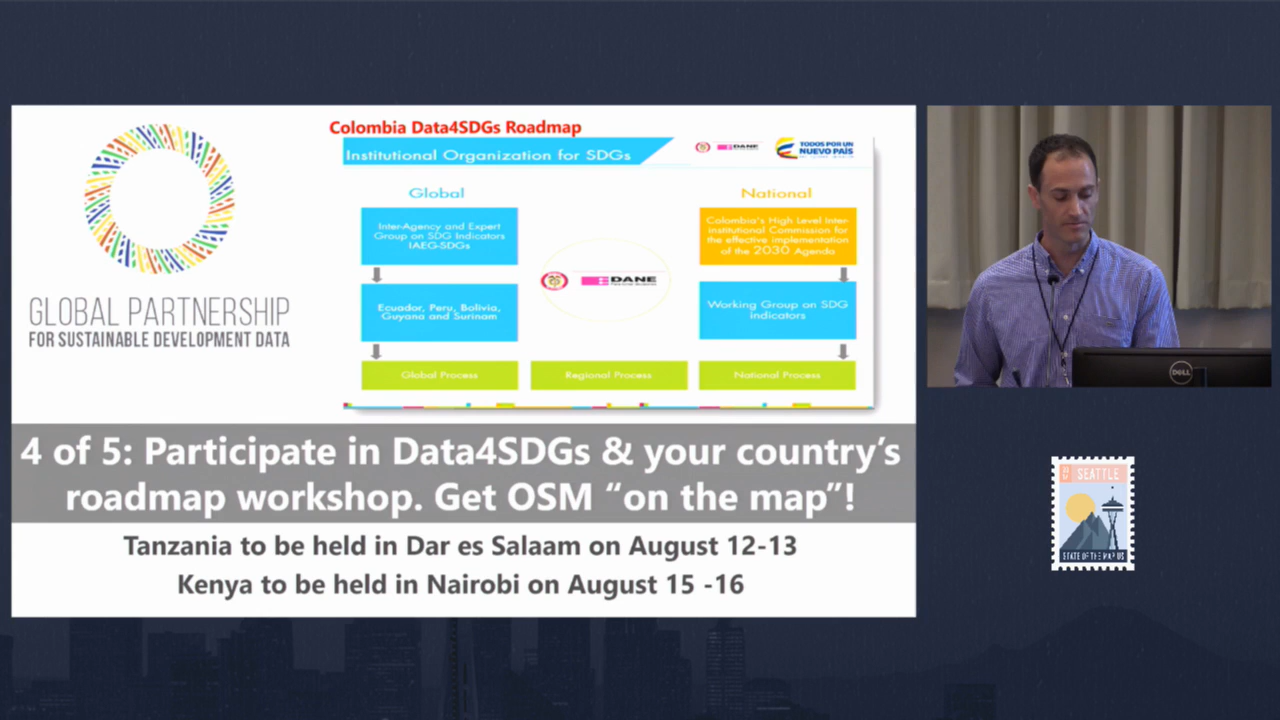 GLOBAL PARTNERSHIP
FOR SUSTAINABLE DEVELOPMENT DATA
Colombia Data4SDGs Roadmap
Institutional Organization for SDGs
DANE
TODOS POR UN
NUEVO PAÍS
Global
National
Inter-Agency and Expert
Group on SDG Indicators
IAEG-SDGs
Colombia's High Level Inter-
institutional Commission for
the effective implementation
of the 2030 Agenda
DANE
Ecuador, Peru, Bolivia,
Guyana and Surinam
Working Group on SDG
Indicators
Global Process
Regional Process
National Process
4 of 5: Participate in Data4SDGs & your country's
roadmap workshop. Get OSM “on the map”!
Tanzania to be held in Dar es Salaam on August 12-13
Kenya to be held in Nairobi on August 15 -16
DELL
SEATTLE
STATE OF THE MAP US